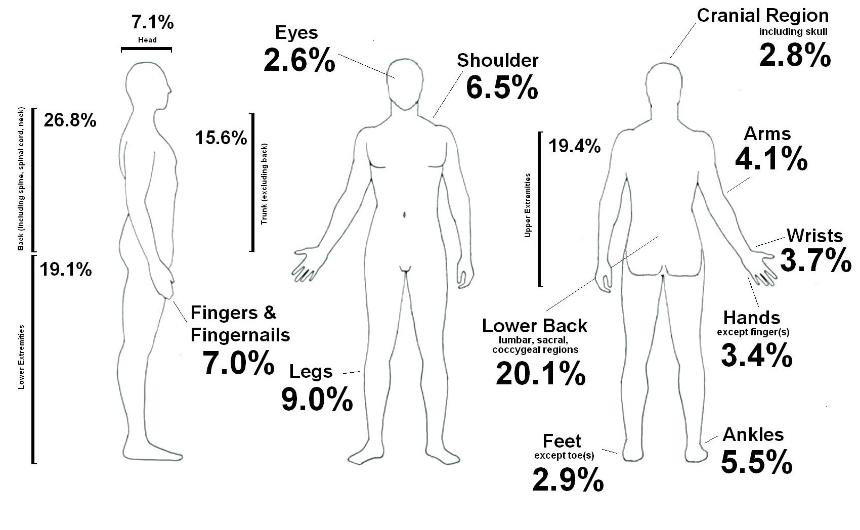 7.1%
Head
Eyes
2.6%
Shoulder
6.5%
Cranial Region
including skull
2.8%
26.8%
Back (including spine, spinal cord, neck)
15.6%
Trunk (excluding back)
19.4%
Upper Extremities
Arms
4.1%
Wrists
3.7%
19.1%
Lower Extremities
Fingers &
Fingernails
7.0%
Legs
9.0%
Lower Back
lumbar, sacral,
coccygeal regions
20.1%
Hands
except finger(s)
3.4%
Feet
except toe(s)
2.9%
Ankles
5.5%